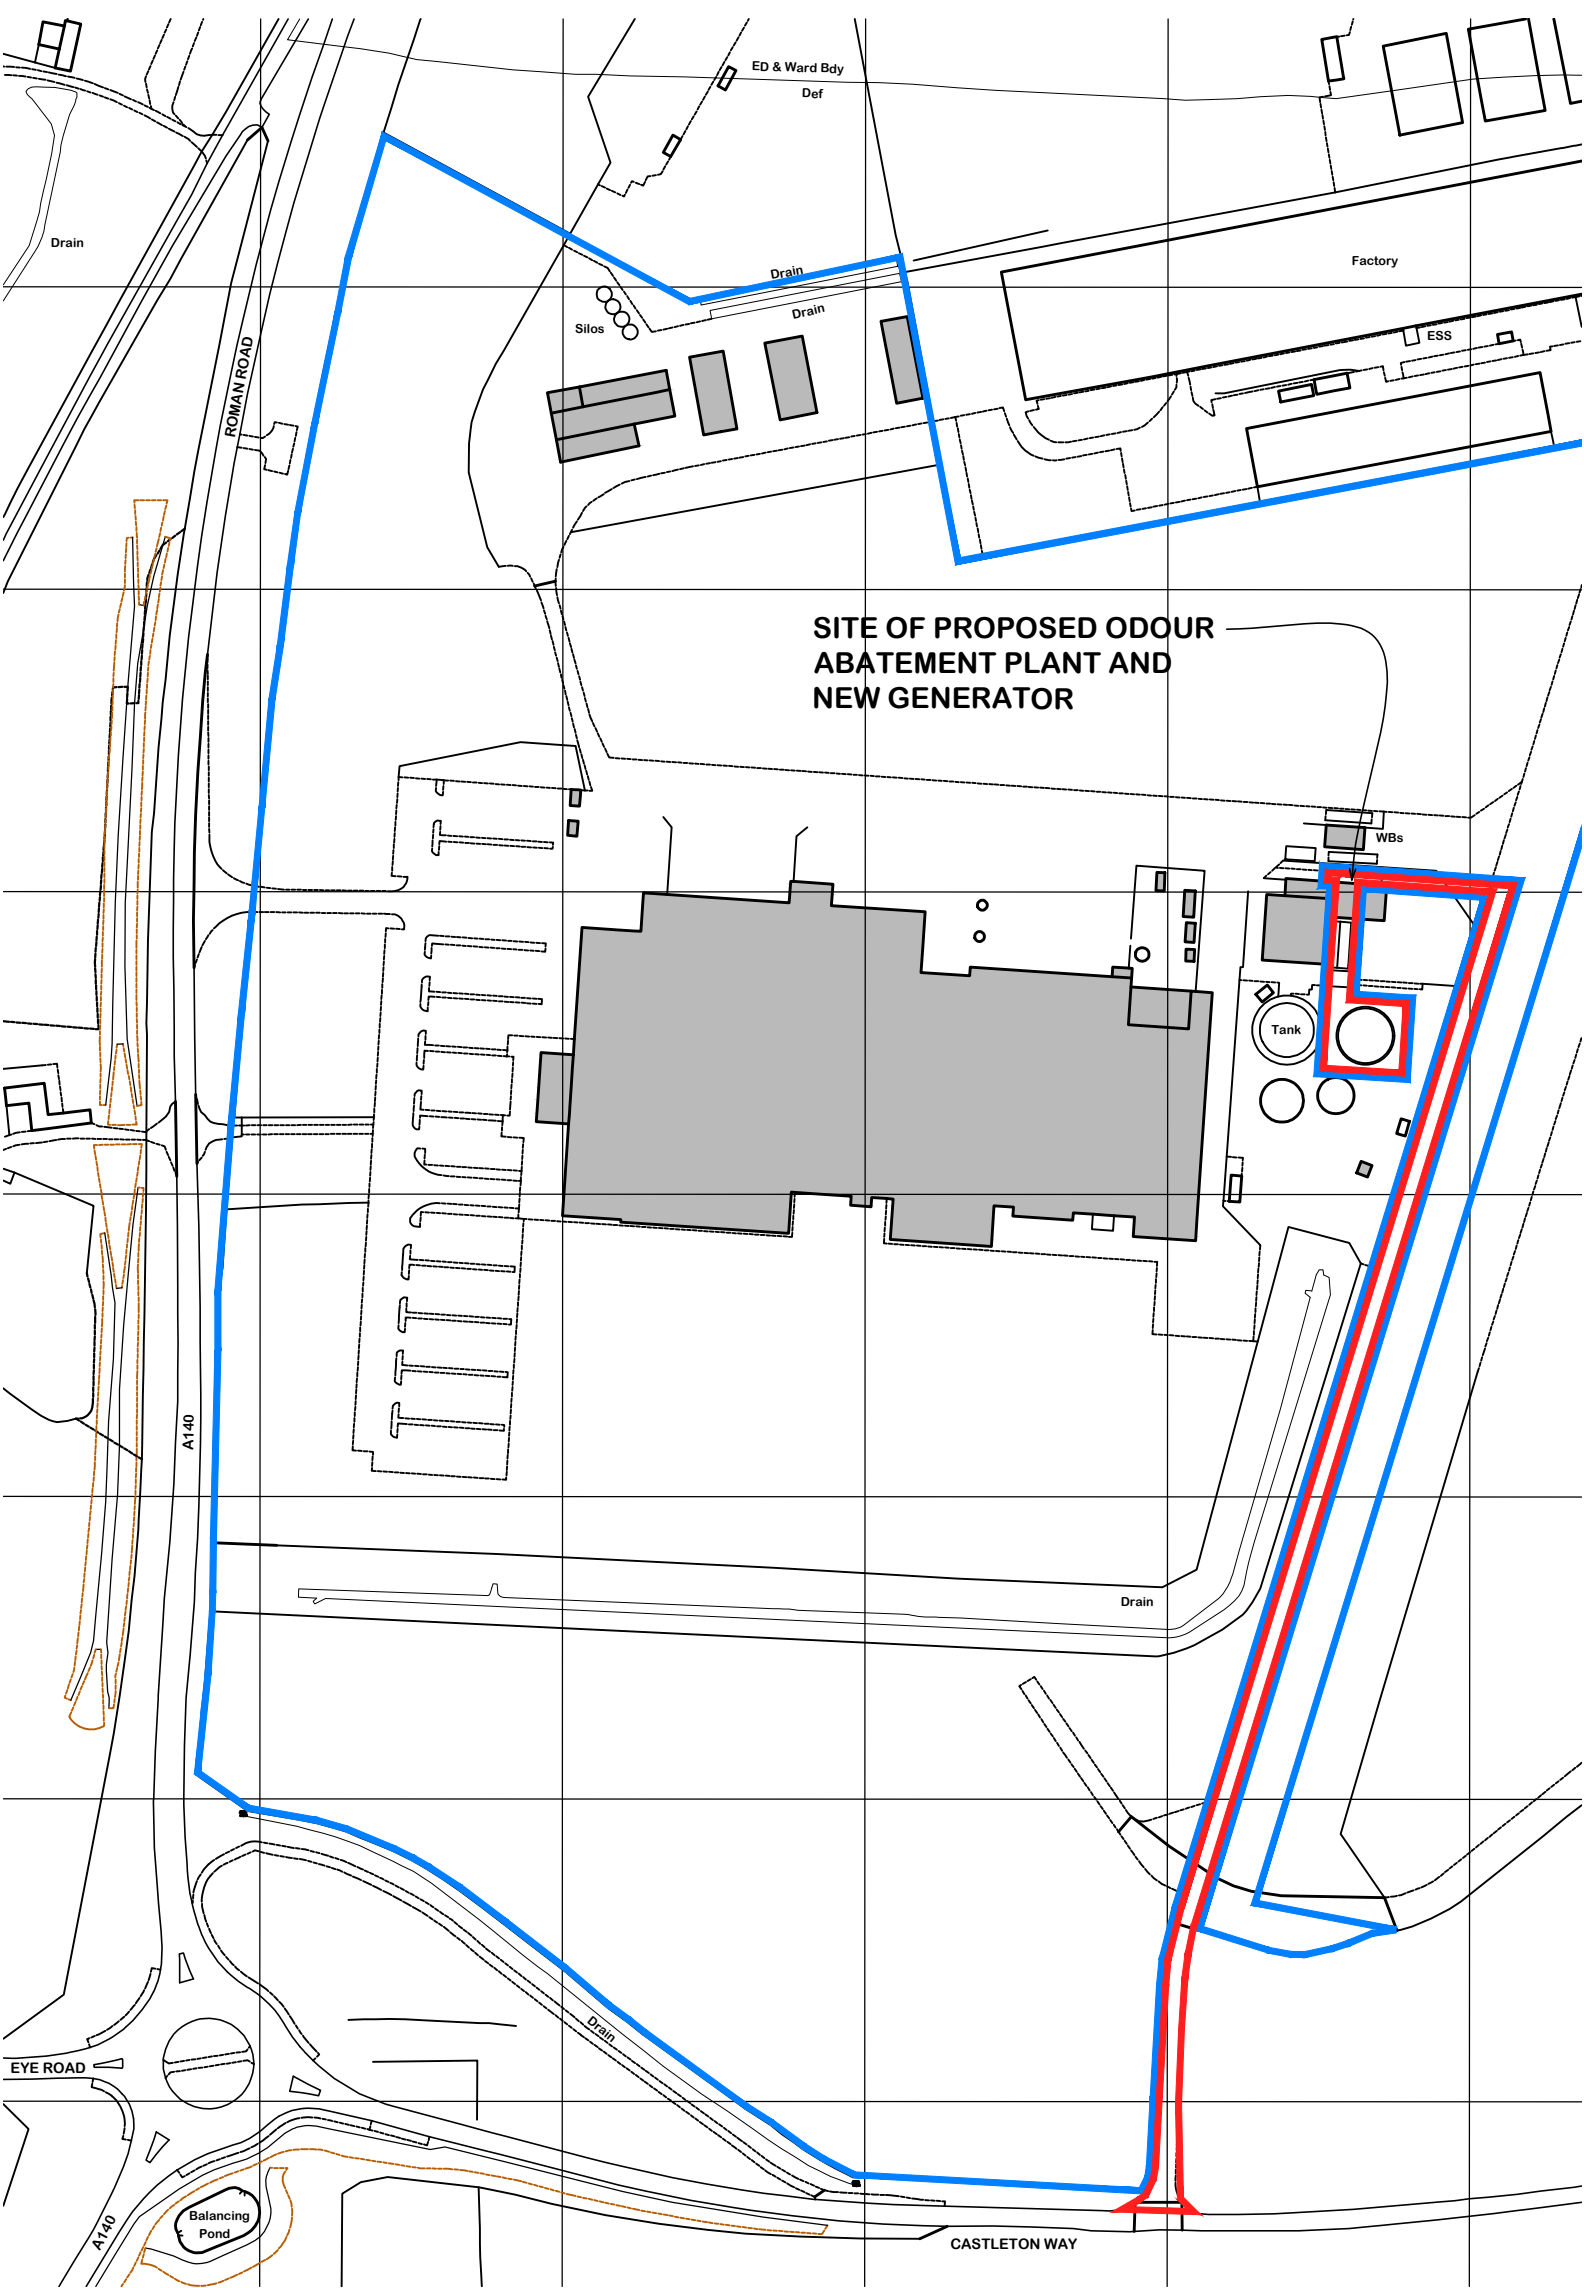 ED & Ward Bdy
Def
Drain
Factory
Drain
Drain
Silos
ESS
ROMAN ROAD
SITE OF PROPOSED ODOUR
ABATEMENT PLANT AND
NEW GENERATOR
WBs
Tank
A140
Drain
Drain
EYE ROAD
Balancing
Pond
A140
CASTLETON WAY